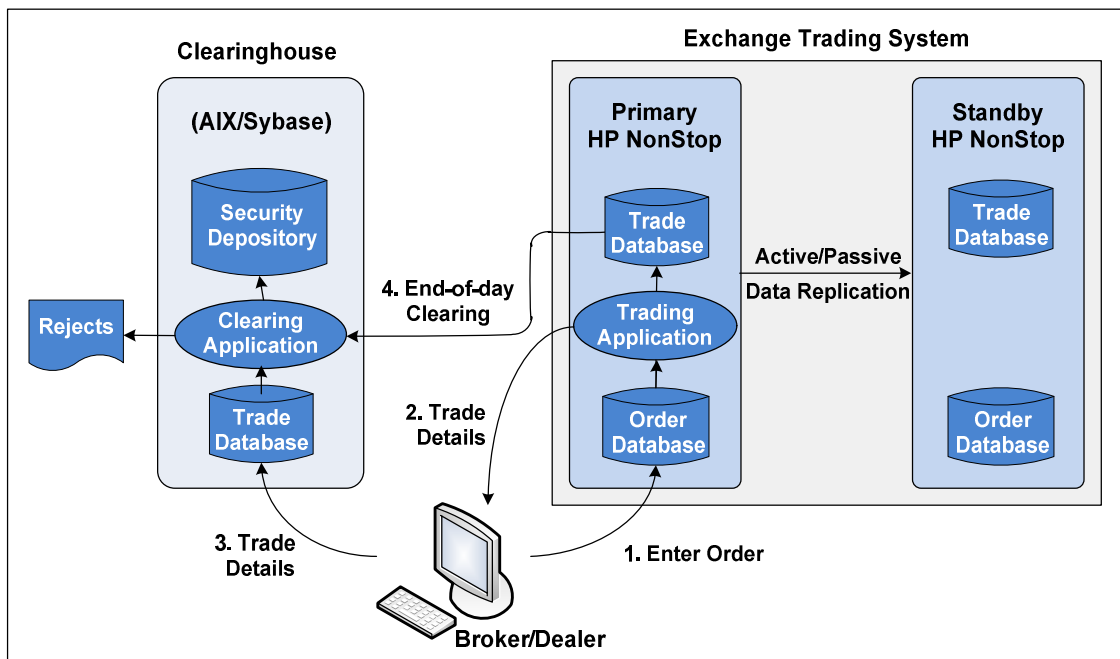 Clearinghouse
(AIX/Sybase)
Security
Depository
Clearing
Application
Trade
Database
Rejects
4. End-of-day
Clearing
Exchange Trading System
Primary
HP NonStop
Trade
Database
Trading
Application
Order
Database
Active/Passive
Data Replication
Standby
HP NonStop
Trade
Database
Order
Database
2. Trade
Details
3. Trade
Details
1. Enter Order
Broker/Dealer